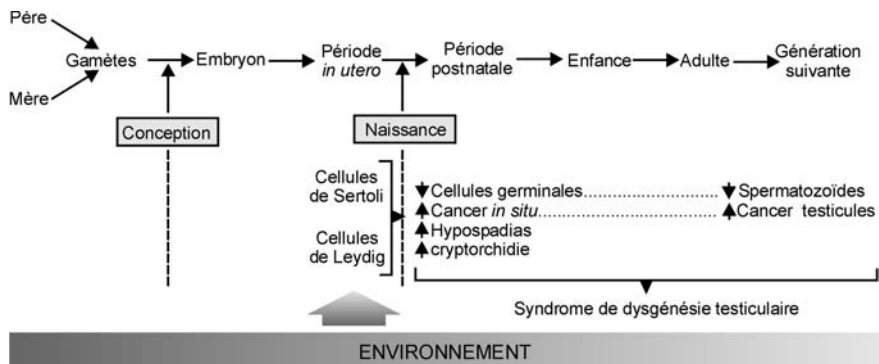 Père
Mère
Gamètes
Embryon
Période
in utero
Période
postnatale
Enfance
Adulte
Génération
suivante
Conception
Naissance
Cellules
de Sertoli
Cellules
de Leydig
Cellules germinales
Spermatozoïdes
Cancer in situ
Cancer testicules
Hypospadias
cryptorchidie
Syndrome de dysgénésie testiculaire
ENVIRONNEMENT